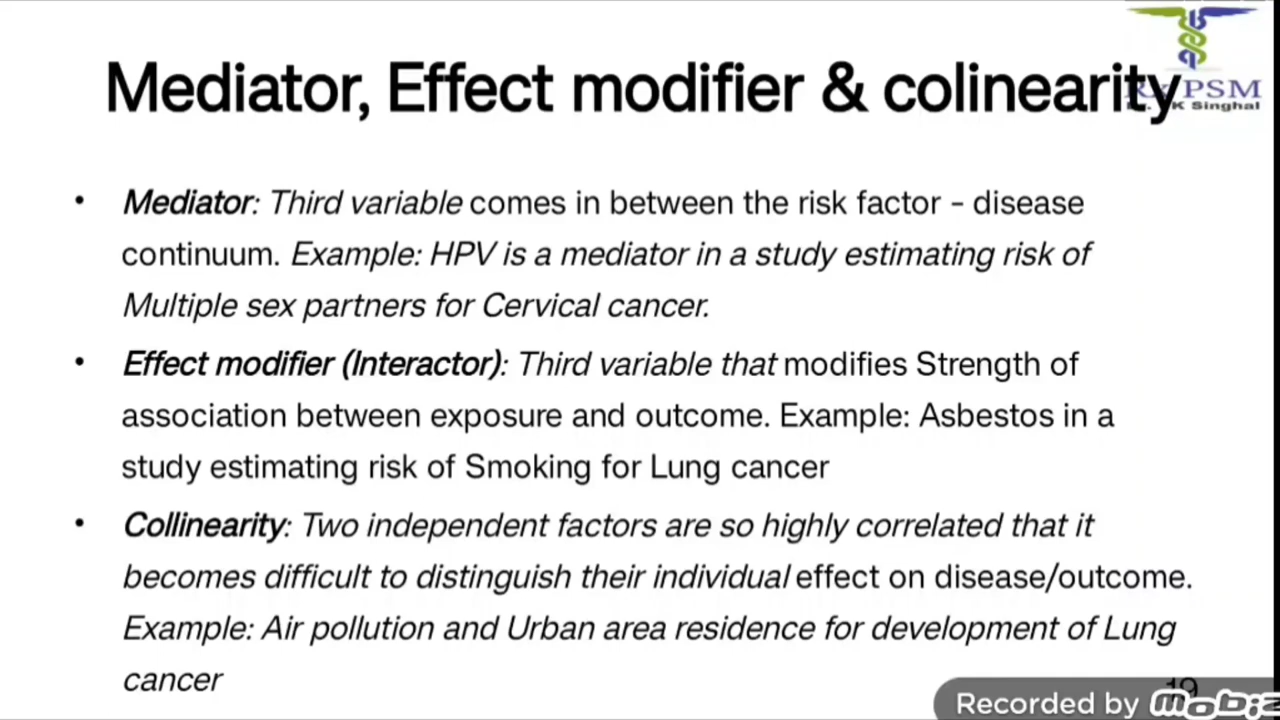 Mediator, Effect modifier & colinearity
PSM
K Singhal
• Mediator: Third variable comes in between the risk factor - disease
continuum. Example: HPV is a mediator in a study estimating risk of
Multiple sex partners for Cervical cancer.
• Effect modifier (Interactor): Third variable that modifies Strength of
association between exposure and outcome. Example: Asbestos in a
study estimating risk of Smoking for Lung cancer
• Collinearity: Two independent factors are so highly correlated that it
becomes difficult to distinguish their individual effect on disease/outcome.
Example: Air pollution and Urban area residence for development of Lung
cancer
19
Recorded by